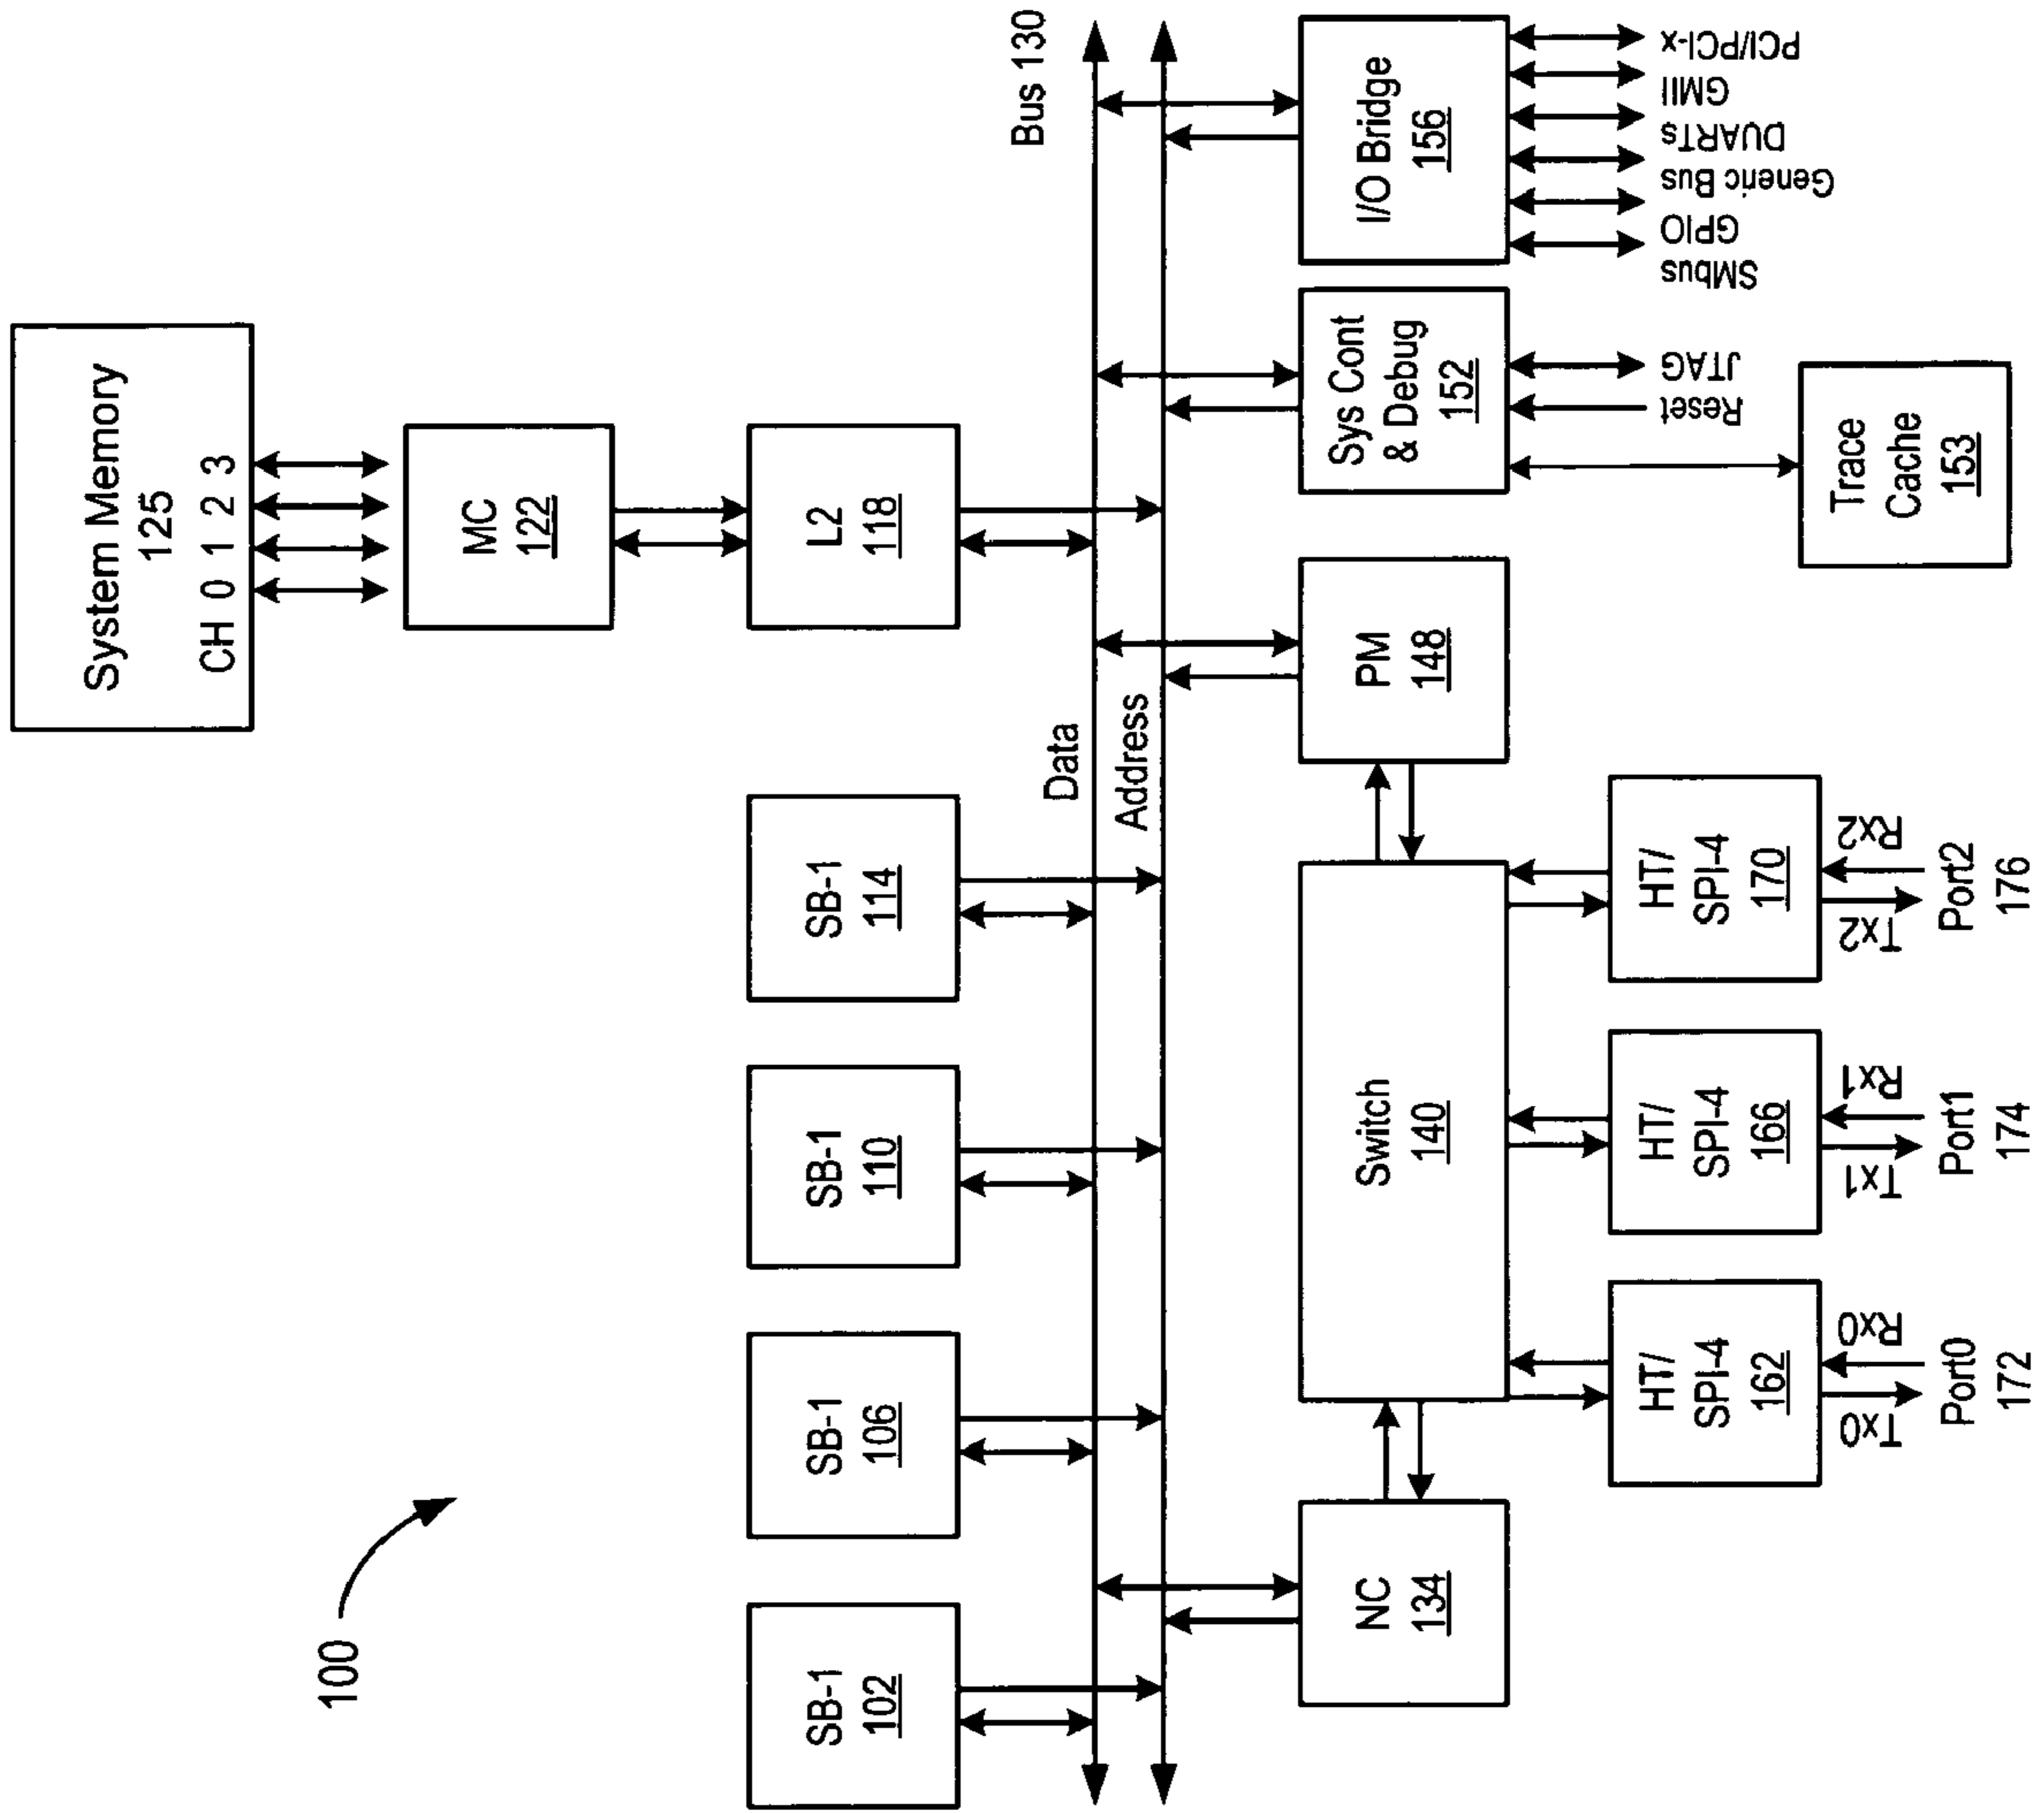 100
System Memory
125
CH 0 1 2 3
MC
122
SB-1
102
SB-1
106
SB-1
110
SB-1
114
L2
118
Bus 130
Data
Address
NC
134
Switch
140
PM
148
Sys Cont
& Debug
152
I/O Bridge
156
HT/
SPI-4
162
HT/
SPI-4
166
HT/
SPI-4
170
Reset
JTAG
SMbus
GPIO
Generic Bus
DUARTs
GMII
PCI/PCI-x
Trace
Cache
153
Tx0
Rx0
Tx1
Rx1
Tx2
Rx2
Port0
172
Port1
174
Port2
176